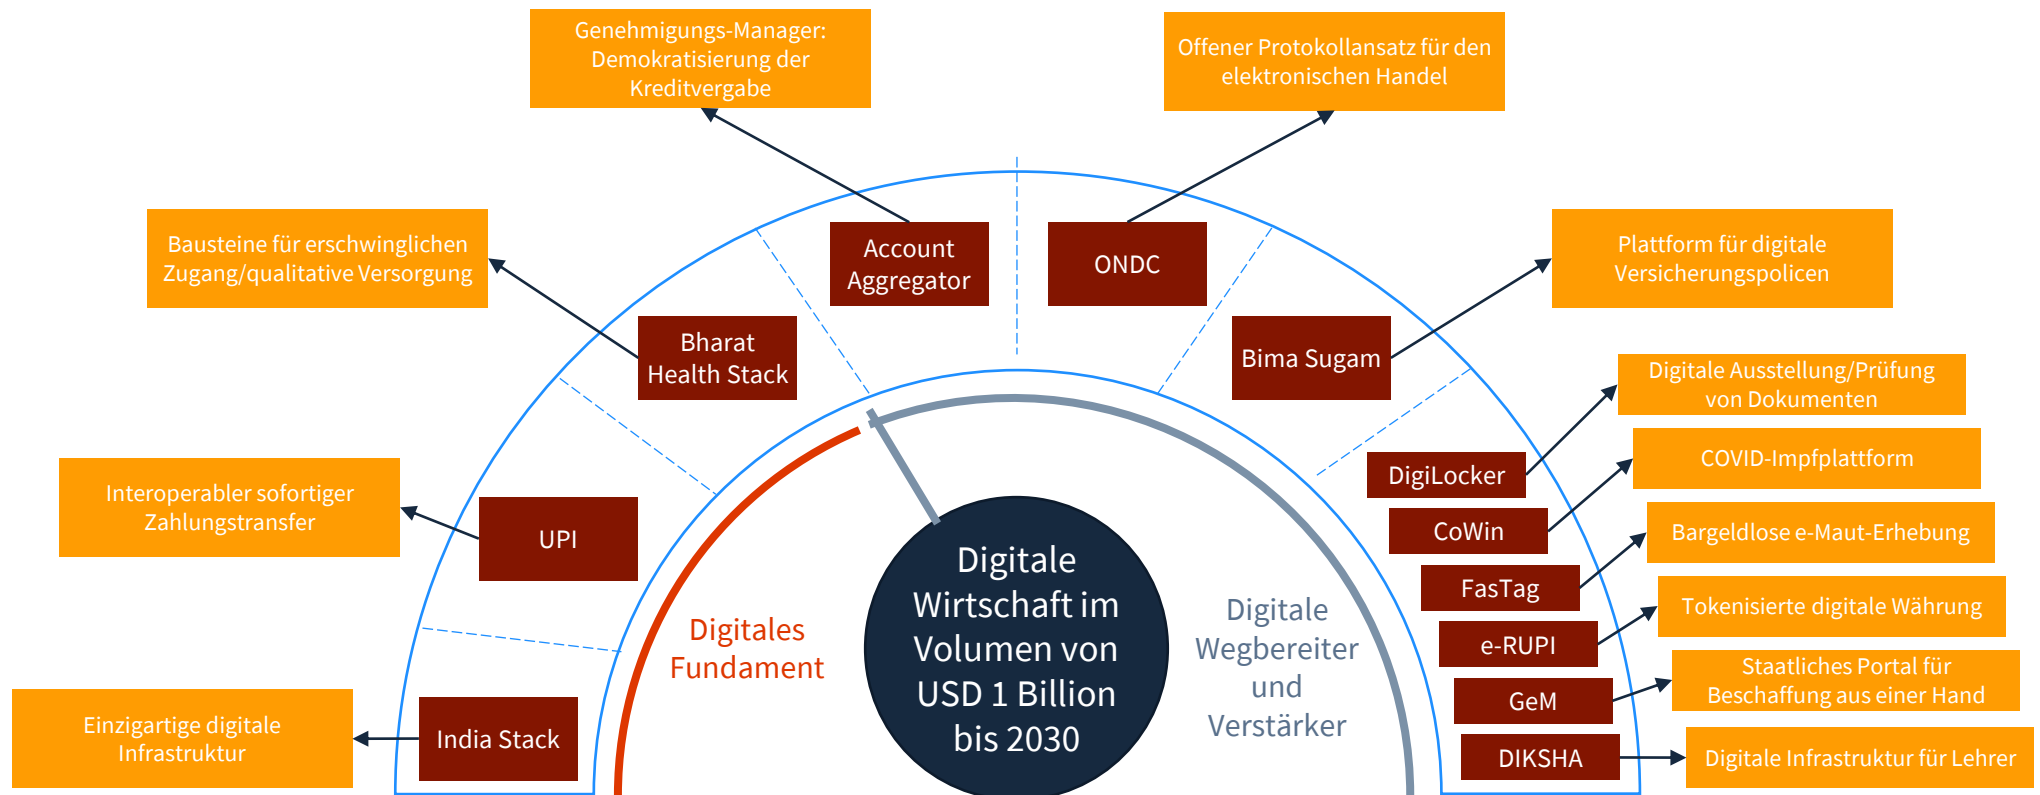 Genehmigungs-Manager:
Demokratisierung der
Kreditvergabe
Offener Protokollansatz für den
elektronischen Handel
Bausteine für erschwinglichen
Zugang/qualitative Versorgung
Account
Aggregator
ONDC
Plattform für digitale
Versicherungspolicen
Bharat
Health Stack
Bima Sugam
Digitale Ausstellung/Prüfung
von Dokumenten
Interoperabler sofortiger
Zahlungstransfer
UPI
DigiLocker
COVID-Impfplattform
CoWin
Bargeldlose e-Maut-Erhebung
FasTag
Tokenisierte digitale Währung
e-RUPI
Staatliches Portal für
Beschaffung aus einer Hand
GeM
Digitales
Fundament
Digitale
Wirtschaft im
Volumen von
USD 1 Billion
bis 2030
Digitale
Wegbereiter
und
Verstärker
Einzigartige digitale
Infrastruktur
India Stack
DIKSHA
Digitale Infrastruktur für Lehrer